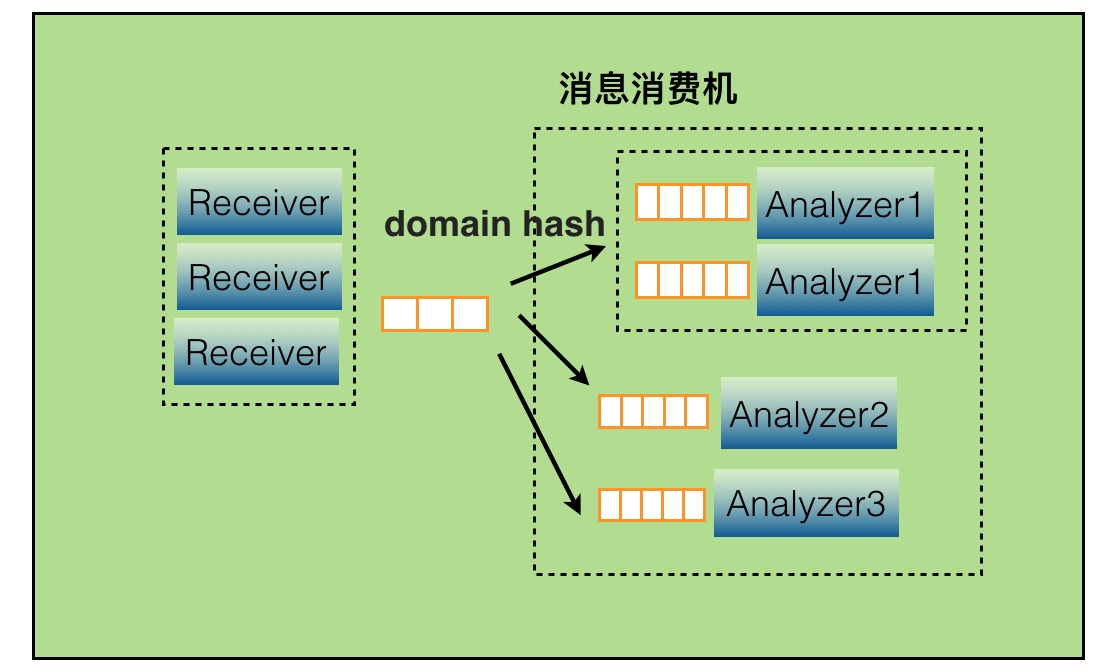 消息消费机
Receiver
Receiver
Receiver
domain hash
Analyzer1
Analyzer1
Analyzer2
Analyzer3